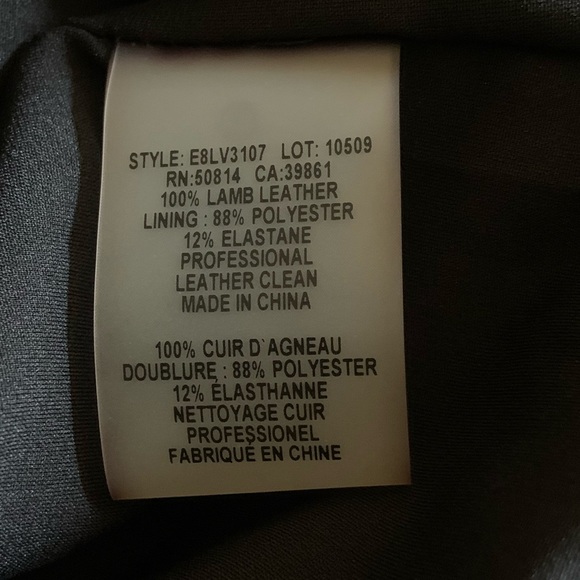 STYLE: E8LV3107 LOT: 10509
RN:50814 CA:39861
100% LAMB LEATHER
LINING : 88% POLYESTER
12% ELASTANE
PROFESSIONAL
LEATHER CLEAN
MADE IN CHINA
100% CUIR D`AGNEAU
DOUBLURE : 88% POLYESTER
12% ÉLASTHANNE
NETTOYAGE CUIR
PROFESSIONEL
FABRIQUÉ EN CHINE